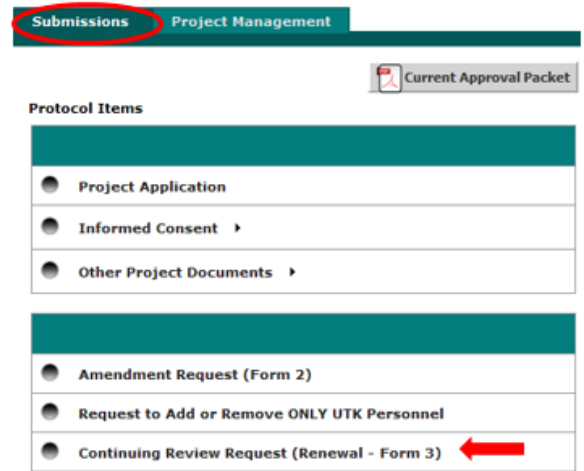 Submissions Project Management
Current Approval Packet
Protocol Items
Project Application
Informed Consent
Other Project Documents
Amendment Request (Form 2)
Request to Add or Remove ONLY UTK Personnel
Continuing Review Request (Renewal - Form 3)